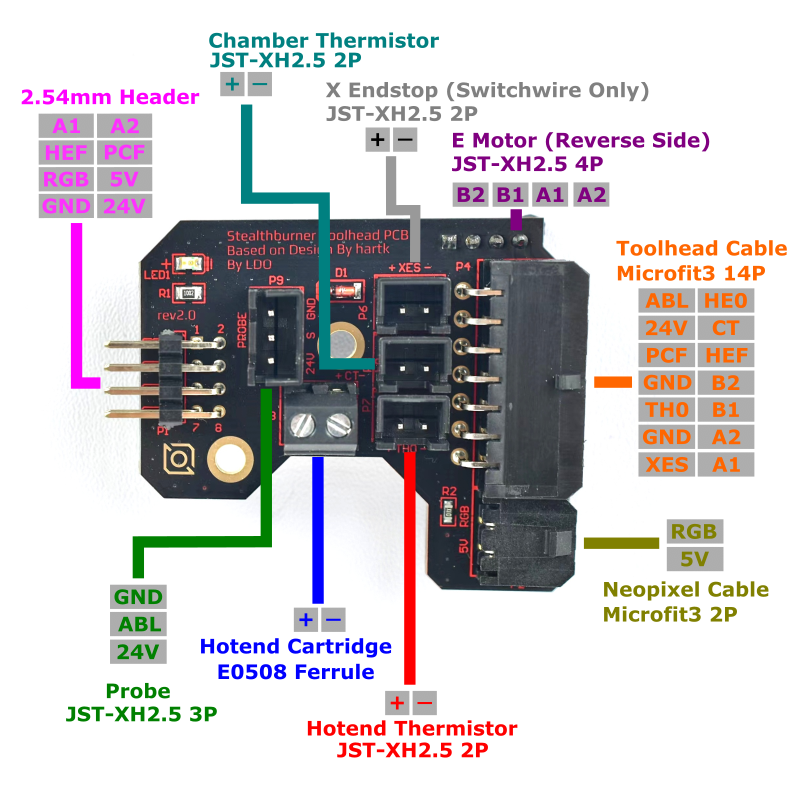 Chamber Thermistor
JST-XH2.5 2P
+ −
X Endstop (Switchwire Only)
JST-XH2.5 2P
+ −
2.54mm Header
A1 A2
HEF PCF
RGB 5V
GND 24V
E Motor (Reverse Side)
JST-XH2.5 4P
B2 B1 A1 A2
Stealthburner Toolhead PCB
Based on Design By hartk
By LDO
+
LED1
R1
1002
rev2.0
P9
D1
+ XES -
P4
GND
P6
PROBE
S
24V
+ CT -
1 2
P1
7 8
P7
TH0
R2
RGB
5V
Toolhead Cable
Microfit3 14P
ABL HE0
24V CT
PCF HEF
GND B2
TH0 B1
GND A2
XES A1
RGB
5V
Neopixel Cable
Microfit3 2P
GND
ABL
24V
Probe
JST-XH2.5 3P
+ −
Hotend Cartridge
E0508 Ferrule
+ −
Hotend Thermistor
JST-XH2.5 2P